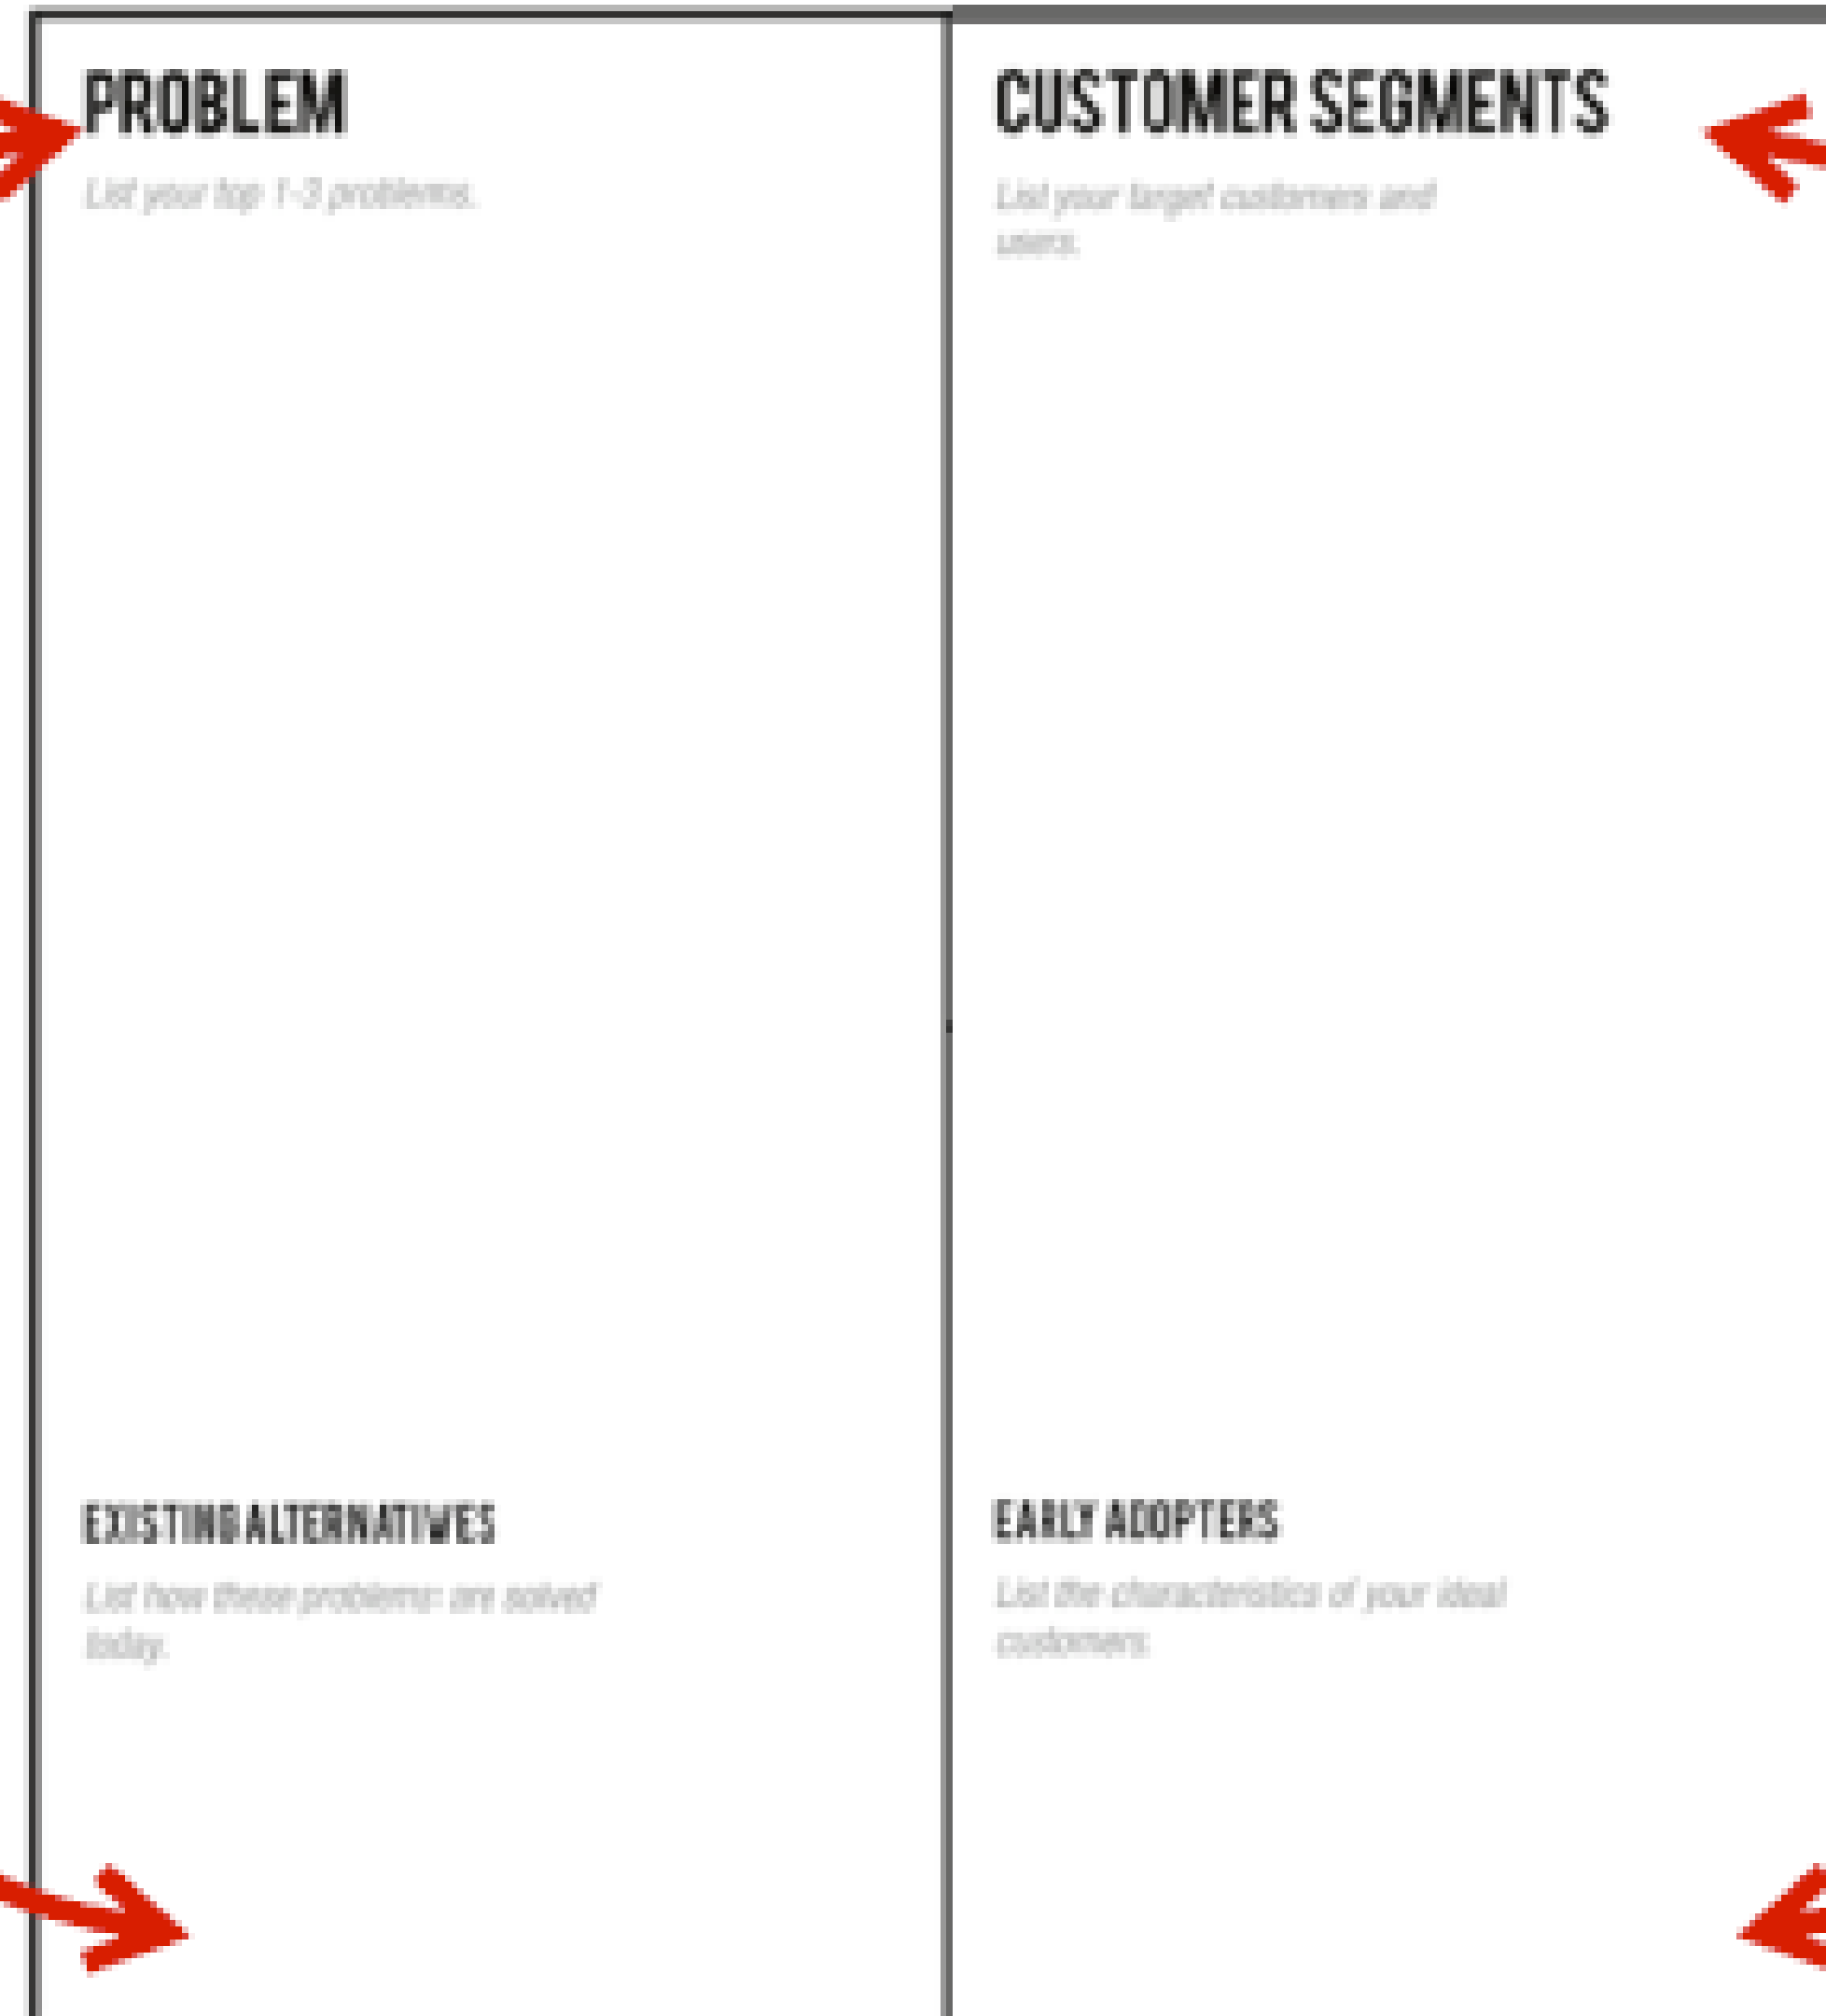 PROBLEM
List your top 1-3 problems.
EXISTING ALTERNATIVES
List how these problems are solved
today.
CUSTOMER SEGMENTS
List your target customers and
users.
EARLY ADOPTERS
List the characteristics of your ideal
customers.